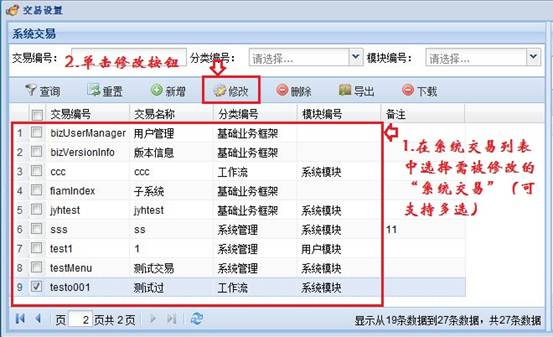 交易设置
系统交易
交易编号： 2.单击修改按钮 分类编号： 请选择... 模块编号： 请选择...
查询 重置 新增 修改 删除 导出 下载
交易编号 交易名称 分类编号 模块编号 备注
1 bizUserManager 用户管理 基础业务框架
2 bizVersionInfo 版本信息 基础业务框架
3 ccc ccc 工作流 系统模块
4 fiamIndex 子系统 基础业务框架
5 jyhtest jyhtest 基础业务框架 系统模块
6 sss ss 系统管理 系统模块 11
7 test1 1 系统管理 用户模块
8 testMenu 测试交易 系统管理 系统模块
9 testo001 测试过 工作流 系统模块
1.在系统交易列表
中选择需被修改的
“系统交易”（可
支持多选）
页 2 页共 2 页 显示从19条数据到27条数据，共27条数据